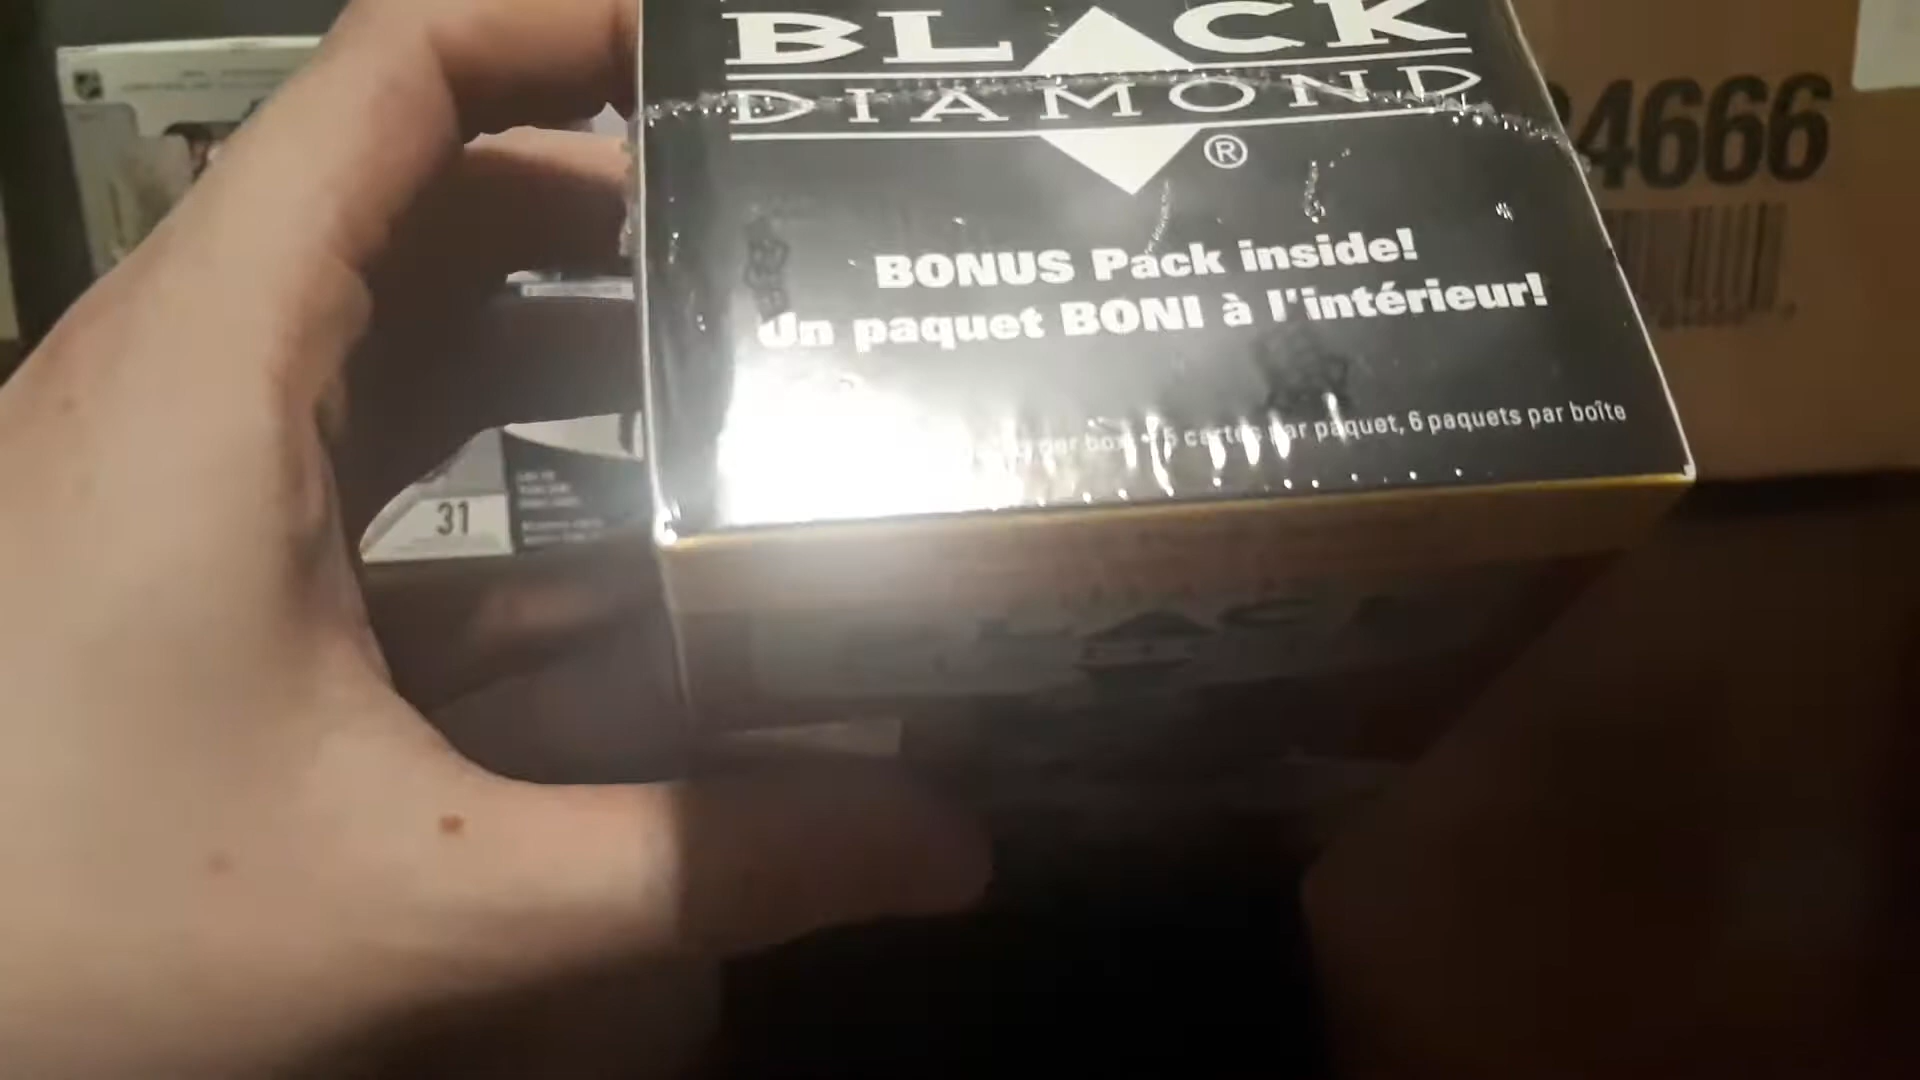 BLACK
DIAMOND
®
BONUS Pack inside!
Un paquet BONI à l'intérieur!
per box • 5 cartes par paquet, 6 paquets par boîte
4666
31